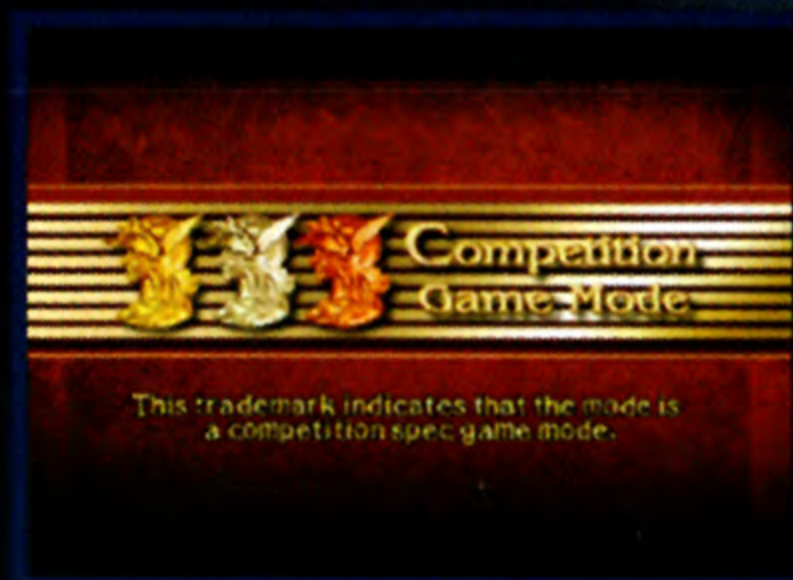 Competition
Game Mode
This trademark indicates that the mode is
a competition spec game mode.